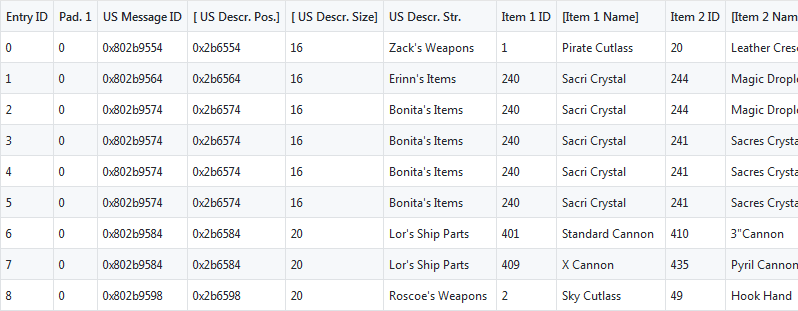 Entry ID Pad. 1 US Message ID [ US Descr. Pos.] [ US Descr. Size] US Descr. Str. Item 1 ID [Item 1 Name] Item 2 ID [Item 2 Nam
0 0 0x802b9554 0x2b6554 16 Zack's Weapons 1 Pirate Cutlass 20 Leather Cresc
1 0 0x802b9564 0x2b6564 16 Erinn's Items 240 Sacri Crystal 244 Magic Drople
2 0 0x802b9574 0x2b6574 16 Bonita's Items 240 Sacri Crystal 244 Magic Drople
3 0 0x802b9574 0x2b6574 16 Bonita's Items 240 Sacri Crystal 241 Sacres Crysta
4 0 0x802b9574 0x2b6574 16 Bonita's Items 240 Sacri Crystal 241 Sacres Crysta
5 0 0x802b9574 0x2b6574 16 Bonita's Items 240 Sacri Crystal 241 Sacres Crysta
6 0 0x802b9584 0x2b6584 20 Lor's Ship Parts 401 Standard Cannon 410 3"Cannon
7 0 0x802b9584 0x2b6584 20 Lor's Ship Parts 409 X Cannon 435 Pyril Cannon
8 0 0x802b9598 0x2b6598 20 Roscoe's Weapons 2 Sky Cutlass 49 Hook Hand